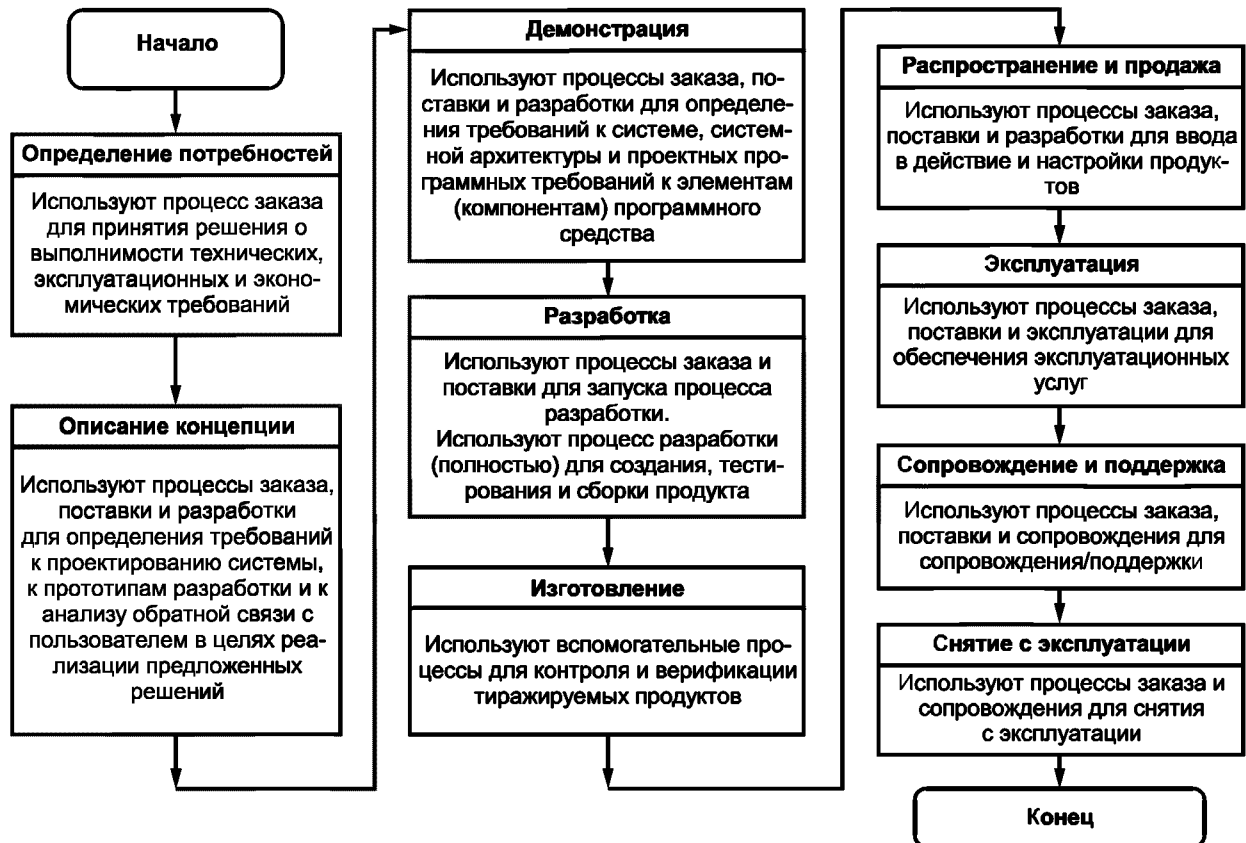 Начало
Определение потребностей
Используют процесс заказа
для принятия решения о
выполнимости технических,
эксплуатационных и эконо-
мических требований
Описание концепции
Используют процессы заказа,
поставки и разработки
для определения требований
к проектированию системы,
к прототипам разработки и к
анализу обратной связи с
пользователем в целях реа-
лизации предложенных
решений
Демонстрация
Используют процессы заказа, по-
ставки и разработки для определе-
ния требований к системе, систем-
ной архитектуры и проектных про-
граммных требований к элементам
(компонентам) программного
средства
Разработка
Используют процессы заказа и
поставки для запуска процесса
разработки.
Используют процесс разработки
(полностью) для создания, тести-
рования и сборки продукта
Изготовление
Используют вспомогательные про-
цессы для контроля и верификации
тиражируемых продуктов
Распространение и продажа
Используют процессы заказа,
поставки и разработки для ввода
в действие и настройки продук-
тов
Эксплуатация
Используют процессы заказа,
поставки и эксплуатации для
обеспечения эксплуатационных
услуг
Сопровождение и поддержка
Используют процессы заказа,
поставки и сопровождения для
сопровождения/поддержки
Снятие с эксплуатации
Используют процессы заказа и
сопровождения для снятия
с эксплуатации
Конец